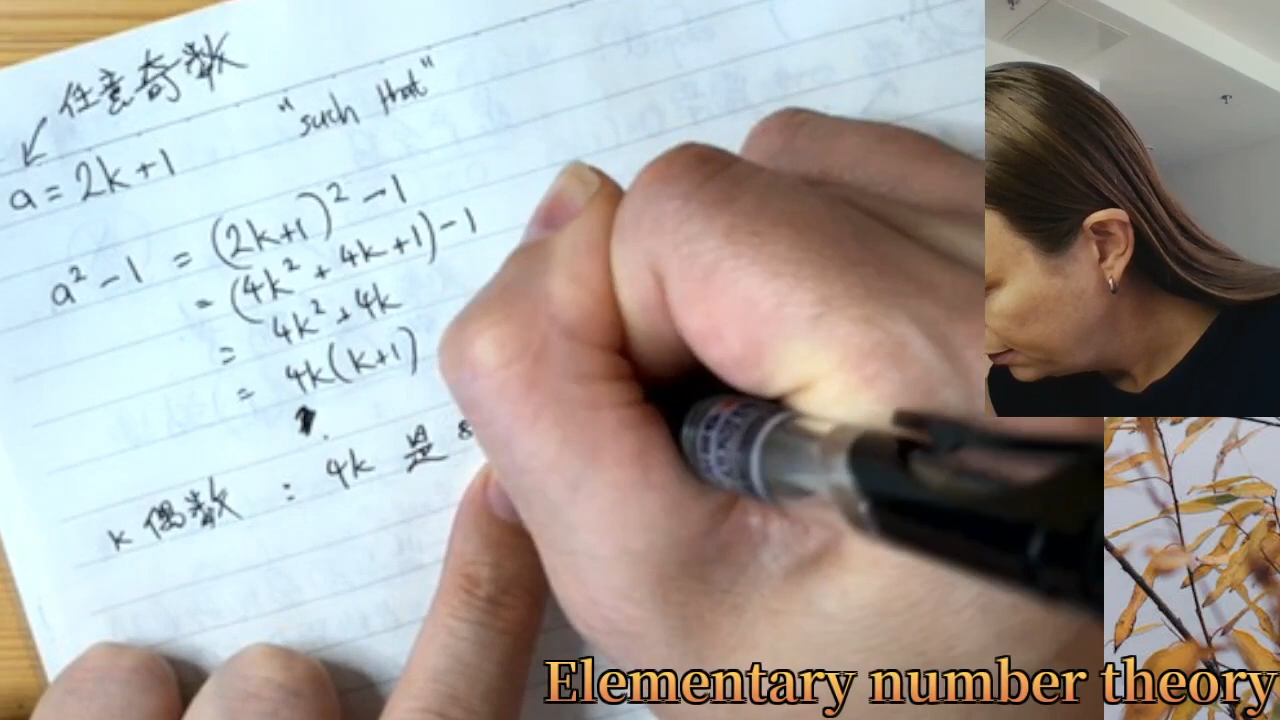 任意奇数
"such that"
a = 2k+1
a² - 1 = (2k+1)² - 1
= (4k² + 4k + 1) - 1
= 4k² + 4k
= 4k(k+1)
k 偶数 : 4k 是 8
Elementary number theory